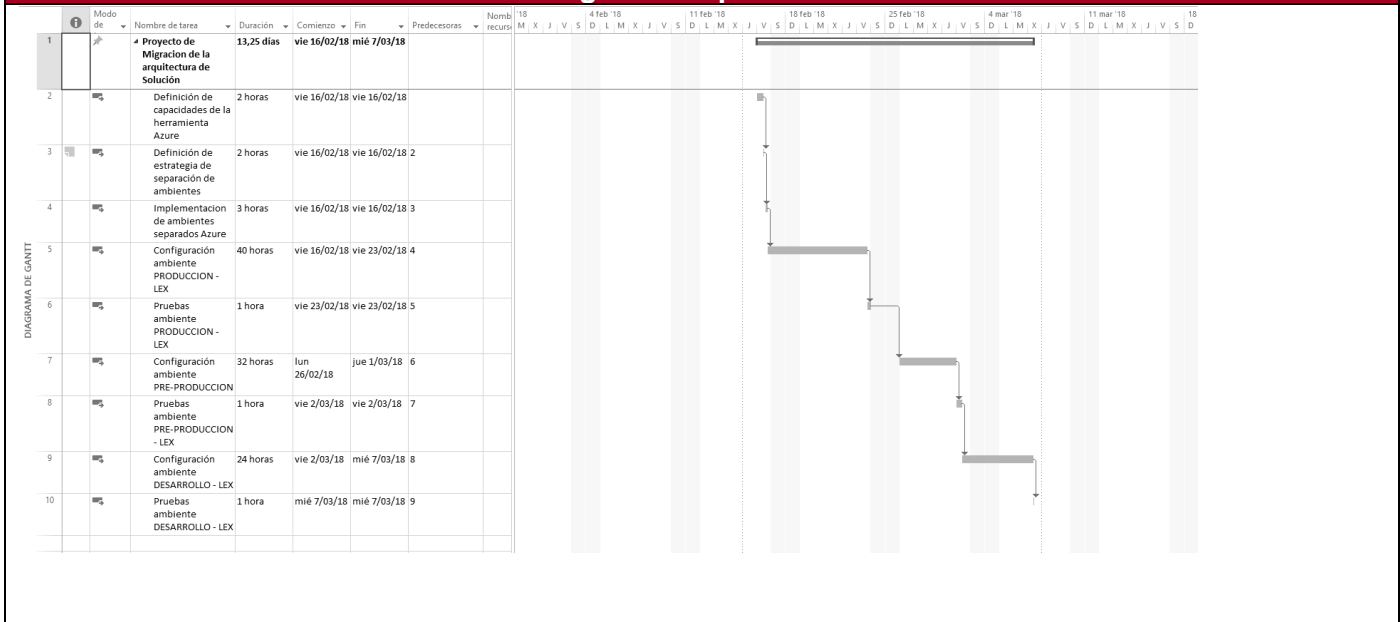 Modo de Nombre de tarea Duración Comienzo Fin Predecesoras Nomb recurs
'18 4 feb '18 11 feb '18 18 feb '18 25 feb '18 4 mar '18 11 mar '18 18
M X J V S D L M X J V S D L M X J V S D L M X J V S D L M X J V S D L M X J V S D L M X J V S D
1 Proyecto de 13,25 días vie 16/02/18 mié 7/03/18
Migracion de la
arquitectura de
Solución
2 Definición de 2 horas vie 16/02/18 vie 16/02/18
capacidades de la
herramienta
Azure
3 Definición de 2 horas vie 16/02/18 vie 16/02/18 2
estrategia de
separación de
ambientes
4 Implementacion 3 horas vie 16/02/18 vie 16/02/18 3
de ambientes
separados Azure
5 Configuración 40 horas vie 16/02/18 vie 23/02/18 4
ambiente
PRODUCCION -
LEX
6 Pruebas 1 hora vie 23/02/18 vie 23/02/18 5
ambiente
PRODUCCION -
LEX
7 Configuración 32 horas lun jue 1/03/18 6
ambiente 26/02/18
PRE-PRODUCCION
8 Pruebas 1 hora vie 2/03/18 vie 2/03/18 7
ambiente
PRE-PRODUCCION
- LEX
9 Configuración 24 horas vie 2/03/18 mié 7/03/18 8
ambiente
DESARROLLO - LEX
10 Pruebas 1 hora mié 7/03/18 mié 7/03/18 9
ambiente
DESARROLLO - LEX
DIAGRAMA DE GANTT